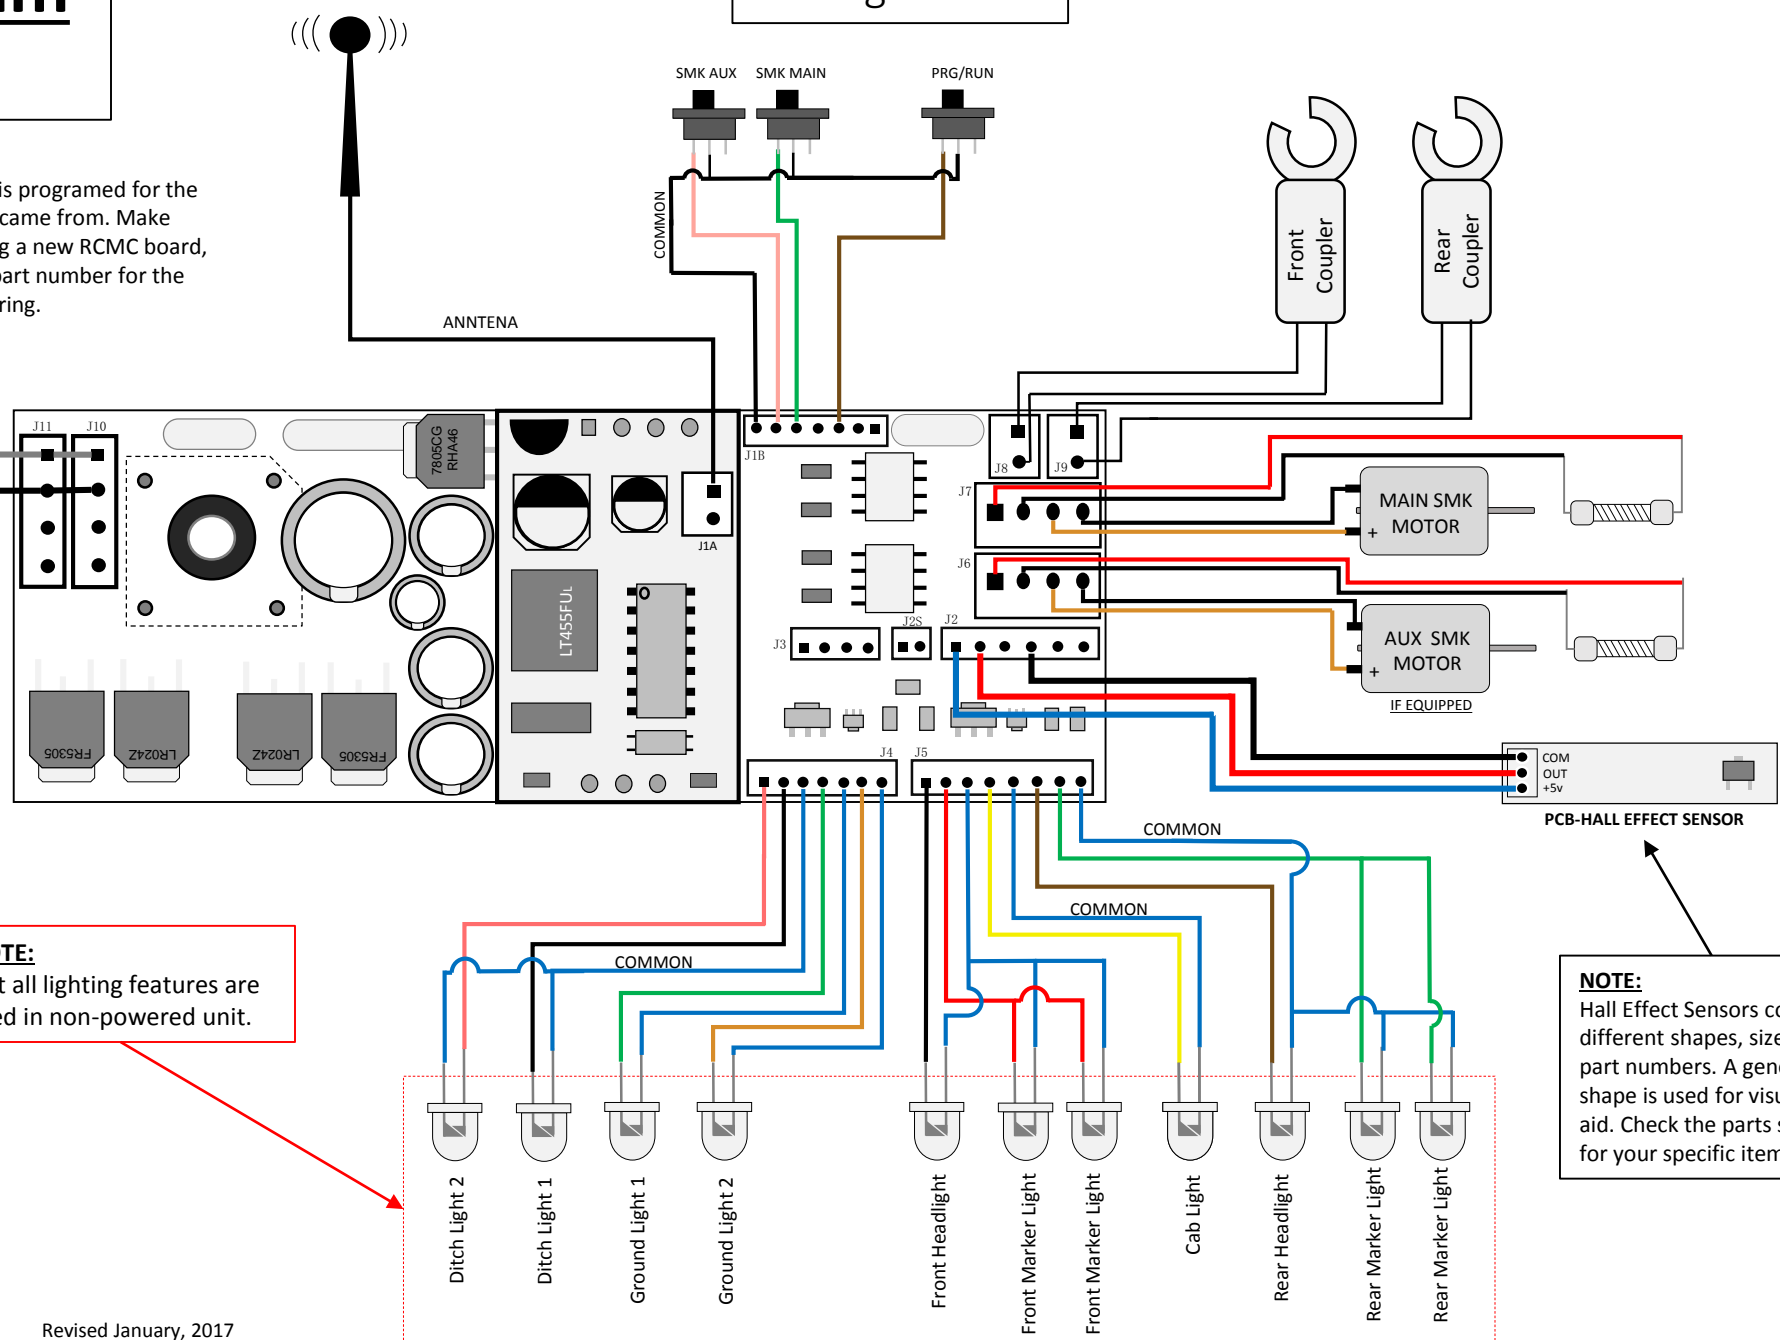 SMK AUX
SMK MAIN
PRG/RUN
is programed for the
came from. Make
g a new RCMC board,
part number for the
ring.
COMMON
Front
Coupler
Rear
Coupler
ANNTENA
J11
J10
7805CG
RHA46
J1A
J1B
J8
J9
J7
MAIN SMK
MOTOR
+
J6
AUX SMK
MOTOR
+
IF EQUIPPED
LT455FUL
J3
J2S
J2
FR5305
LR024Z
LR024Z
FR5305
J4
J5
COM
OUT
+5v
PCB-HALL EFFECT SENSOR
COMMON
COMMON
COMMON
TE:
t all lighting features are
ed in non-powered unit.
NOTE:
Hall Effect Sensors co
different shapes, size
part numbers. A gene
shape is used for visu
aid. Check the parts s
for your specific item
Ditch Light 2
Ditch Light 1
Ground Light 1
Ground Light 2
Front Headlight
Front Marker Light
Front Marker Light
Cab Light
Rear Headlight
Rear Marker Light
Rear Marker Light
Revised January, 2017